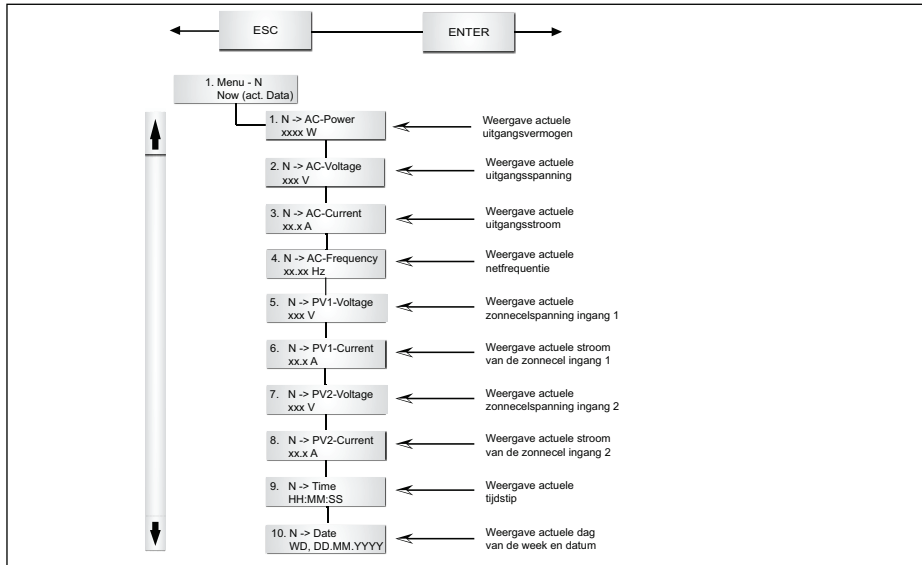 ESC
ENTER
1. Menu - N
Now (act. Data)
1. N -> AC-Power
xxxx W
Weergave actuele
uitgangsvermogen
2. N -> AC-Voltage
xxx V
Weergave actuele
uitgangsspanning
3. N -> AC-Current
xx.x A
Weergave actuele
uitgangsstroom
4. N -> AC-Frequency
xx.xx Hz
Weergave actuele
netfrequentie
5. N -> PV1-Voltage
xxx V
Weergave actuele
zonnecelspanning ingang 1
6. N -> PV1-Current
xx.x A
Weergave actuele stroom
van de zonnecel ingang 1
7. N -> PV2-Voltage
xxx V
Weergave actuele
zonnecelspanning ingang 2
8. N -> PV2-Current
xx.x A
Weergave actuele stroom
van de zonnecel ingang 2
9. N -> Time
HH:MM:SS
Weergave actuele
tijdstip
10. N -> Date
WD, DD.MM.YYYY
Weergave actuele dag
van de week en datum